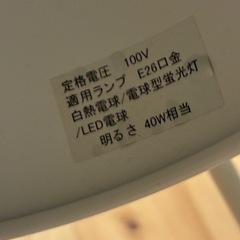 定格電圧 100V
適用ランプ E26口金
白熱電球/電球型蛍光灯
/LED電球
明るさ 40W相当